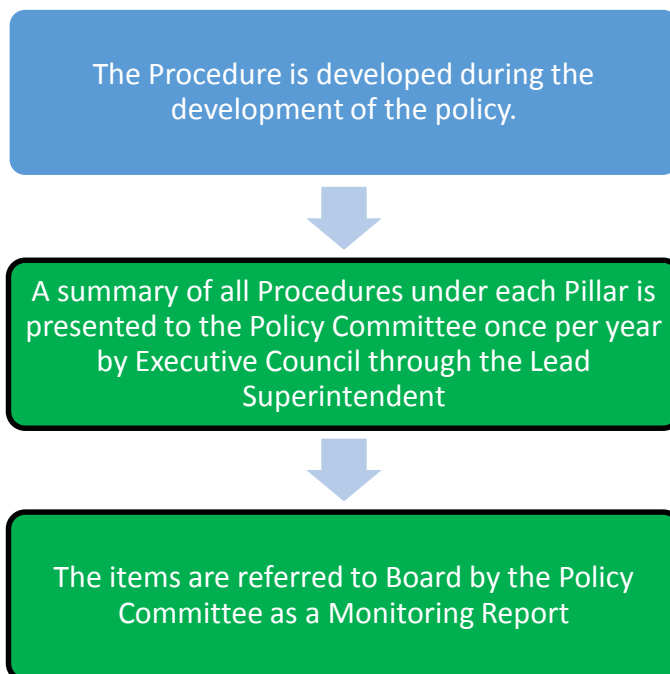 The Procedure is developed during the
development of the policy.
A summary of all Procedures under each Pillar is
presented to the Policy Committee once per year
by Executive Council through the Lead
Superintendent
The items are referred to Board by the Policy
Committee as a Monitoring Report